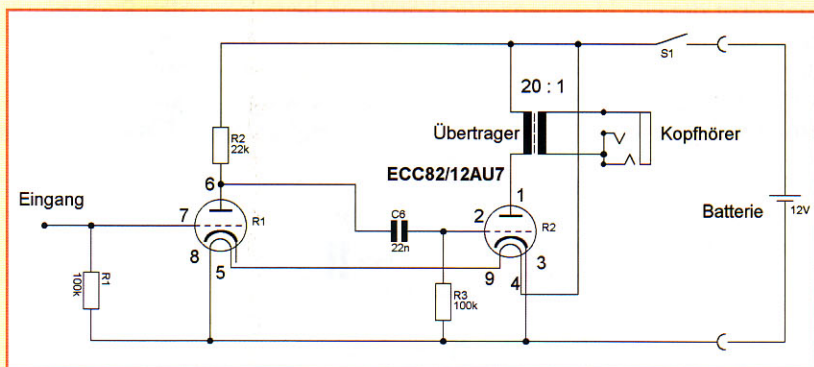 S1
20 : 1
R2
22k
Übertrager
Kopfhörer
ECC82/12AU7
6
1
Eingang
7
R1
C6
22n
2
R2
Batterie
12V
8
5
9
4
3
R1
100k
R3
100k